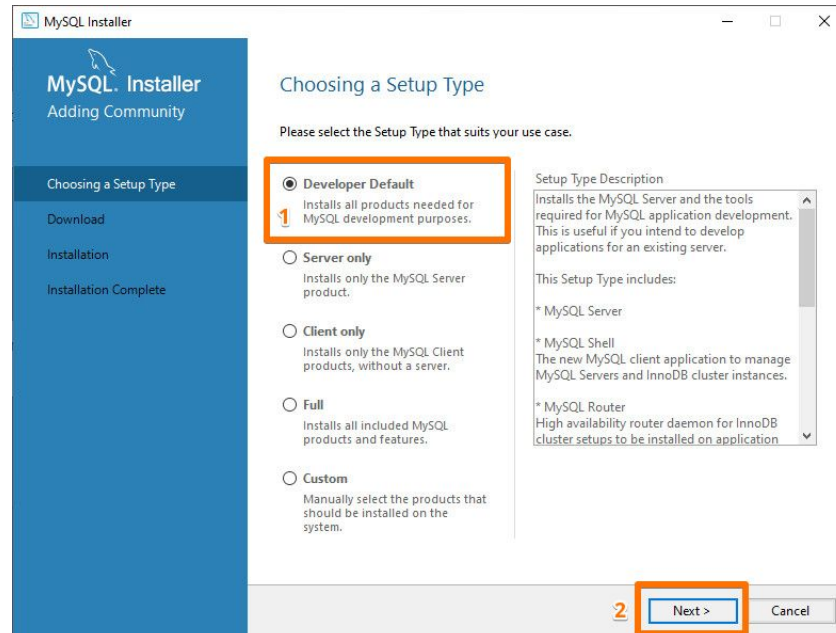 MySQL Installer
MySQL. Installer
Adding Community
Choosing a Setup Type
Download
Installation
Installation Complete
Choosing a Setup Type
Please select the Setup Type that suits your use case.
1
Developer Default
Installs all products needed for
MySQL development purposes.
Server only
Installs only the MySQL Server
product.
Client only
Installs only the MySQL Client
products, without a server.
Full
Installs all included MySQL
products and features.
Custom
Manually select the products that
should be installed on the
system.
Setup Type Description
Installs the MySQL Server and the tools
required for MySQL application development.
This is useful if you intend to develop
applications for an existing server.
This Setup Type includes:
* MySQL Server
* MySQL Shell
The new MySQL client application to manage
MySQL Servers and InnoDB cluster instances.
* MySQL Router
High availability router daemon for InnoDB
cluster setups to be installed on application
2
Next >
Cancel